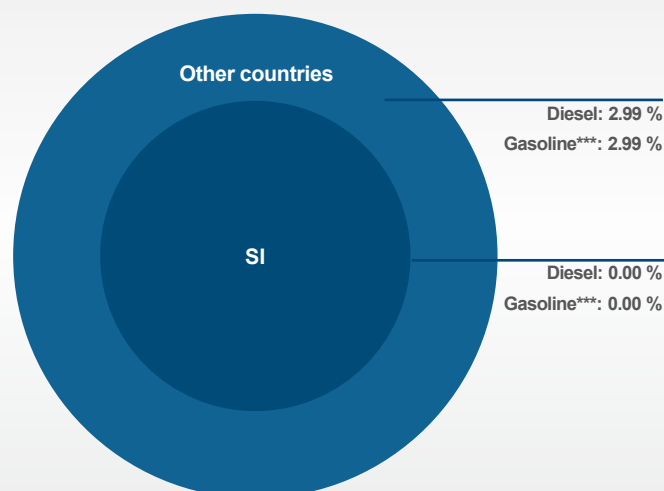 Other countries
Diesel: 2.99 %
Gasoline***: 2.99 %
SI
Diesel: 0.00 %
Gasoline***: 0.00 %